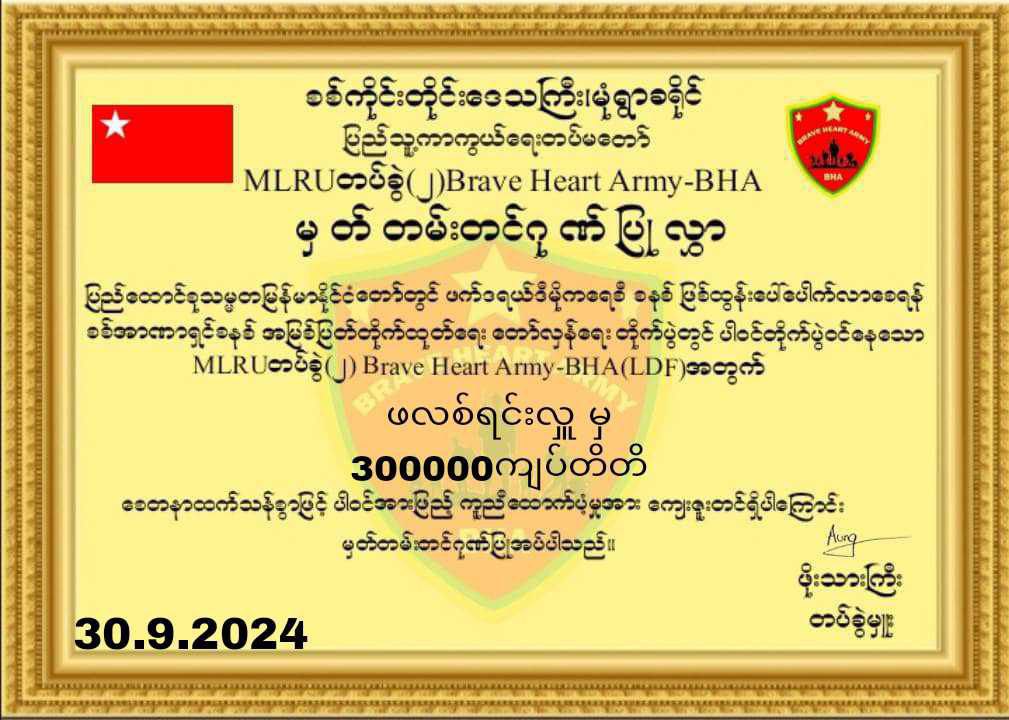 စစ်ကိုင်းတိုင်းဒေသကြီး၊မုံရွာခရိုင်
ပြည်သူ့ကာကွယ်ရေးတပ်မတော်
MLRUတပ်ခွဲ(၂)Brave Heart Army-BHA
BRAVE HEART ARMY
BHA
မှတ်တမ်းတင်ဂုဏ်ပြုလွှာ
ပြည်ထောင်စုသမ္မတမြန်မာနိုင်ငံတော်တွင် ဖက်ဒရယ်ဒီမိုကရေစီ စနစ် ဖြစ်ထွန်းပေါ်ပေါက်လာစေရန်
စစ်အာဏာရှင်စနစ် အမြစ်ပြတ်တိုက်ထုတ်ရေး တော်လှန်ရေး တိုက်ပွဲတွင် ပါဝင်တိုက်ပွဲဝင်နေသော
MLRUတပ်ခွဲ(၂) Brave Heart Army-BHA(LDF)အတွက်
BRAVE HEART ARMY
ဖလစ်ရင်းလှူ မှ
300000ကျပ်တိတိ
စေတနာထက်သန်စွာဖြင့် ပါဝင်အားဖြည့် ကူညီထောက်ပံ့မှုအား ကျေးဇူးတင်ရှိပါကြောင်း
BHA
မှတ်တမ်းတင်ဂုဏ်ပြုအပ်ပါသည်။
Aung
ဖိုးသားကြီး
တပ်ခွဲမှူး
30.9.2024